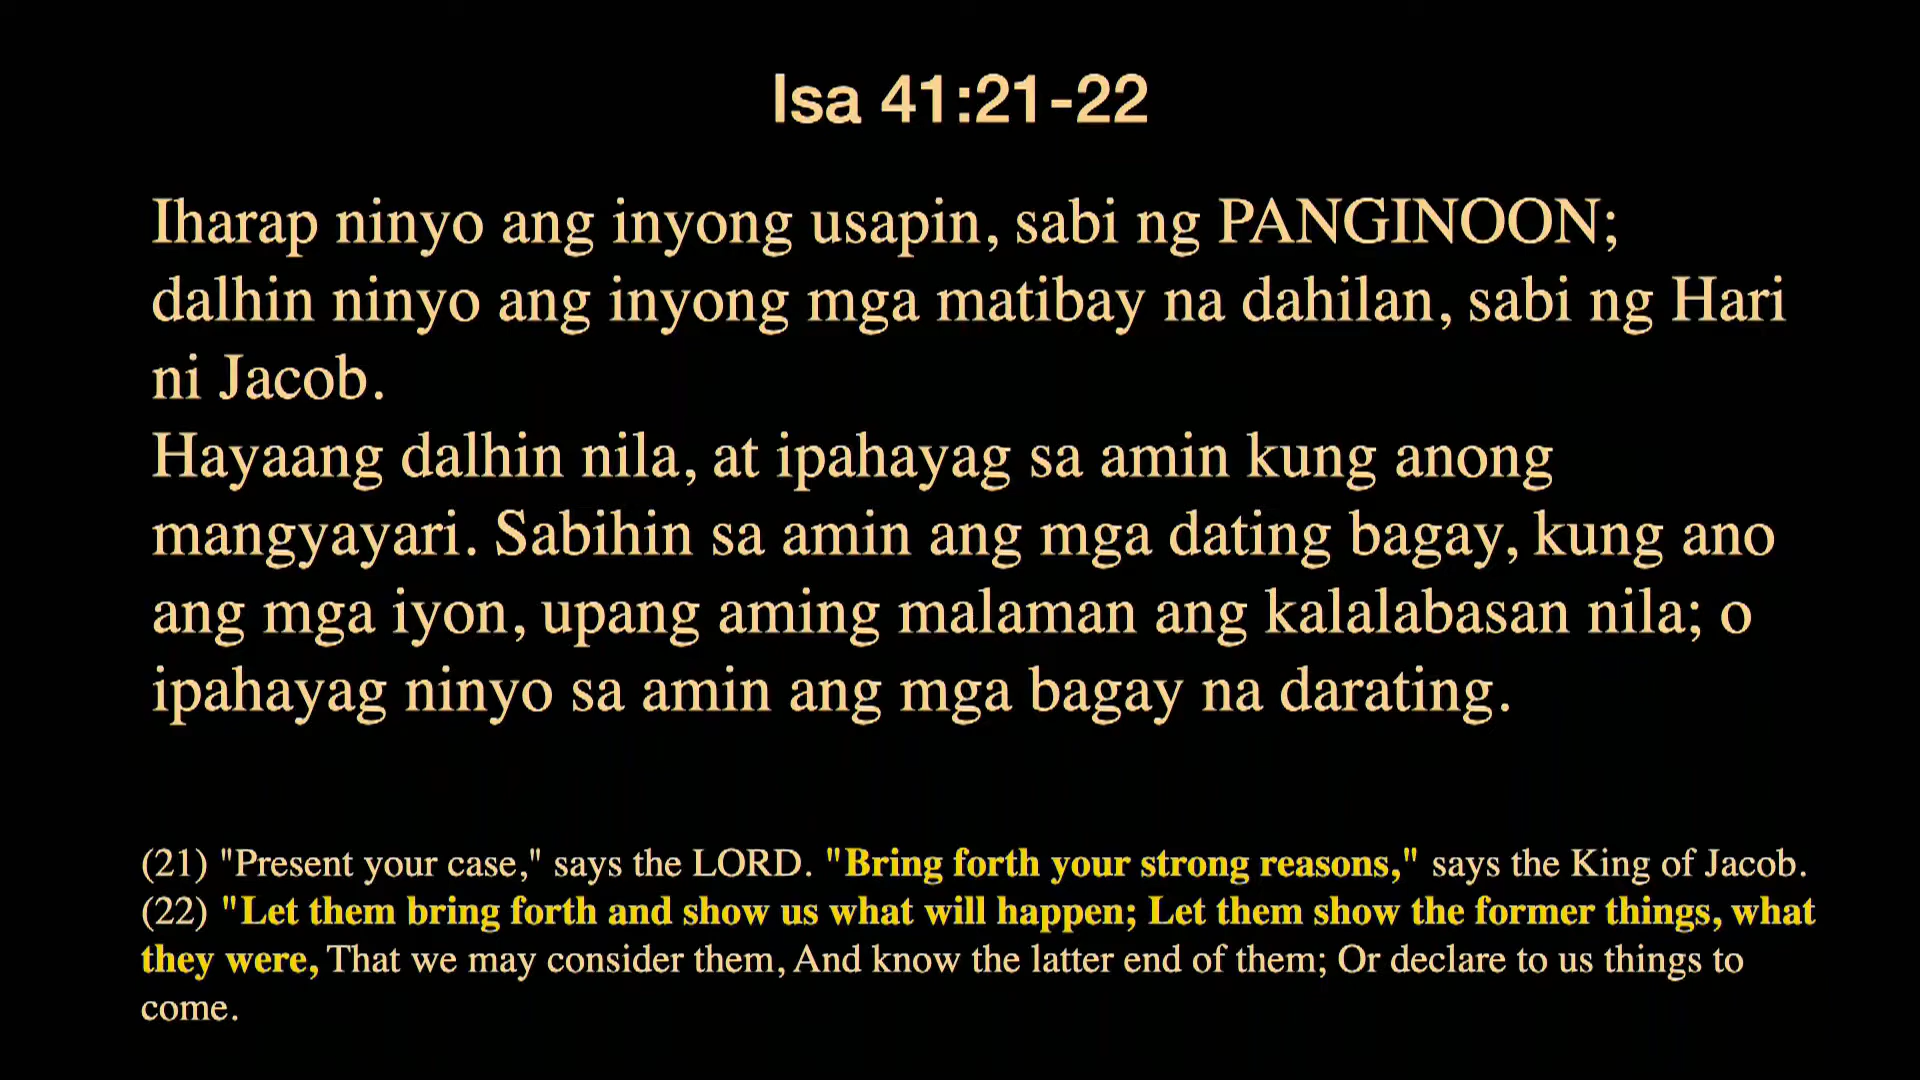 Isa 41:21-22
Iharap ninyo ang inyong usapin, sabi ng PANGINOON;
dalhin ninyo ang inyong mga matibay na dahilan, sabi ng Hari
ni Jacob.
Hayaang dalhin nila, at ipahayag sa amin kung anong
mangyayari. Sabihin sa amin ang mga dating bagay, kung ano
ang mga iyon, upang aming malaman ang kalalabasan nila; o
ipahayag ninyo sa amin ang mga bagay na darating.
(21) "Present your case," says the LORD. "Bring forth your strong reasons," says the King of Jacob.
(22) "Let them bring forth and show us what will happen; Let them show the former things, what
they were, That we may consider them, And know the latter end of them; Or declare to us things to
come.